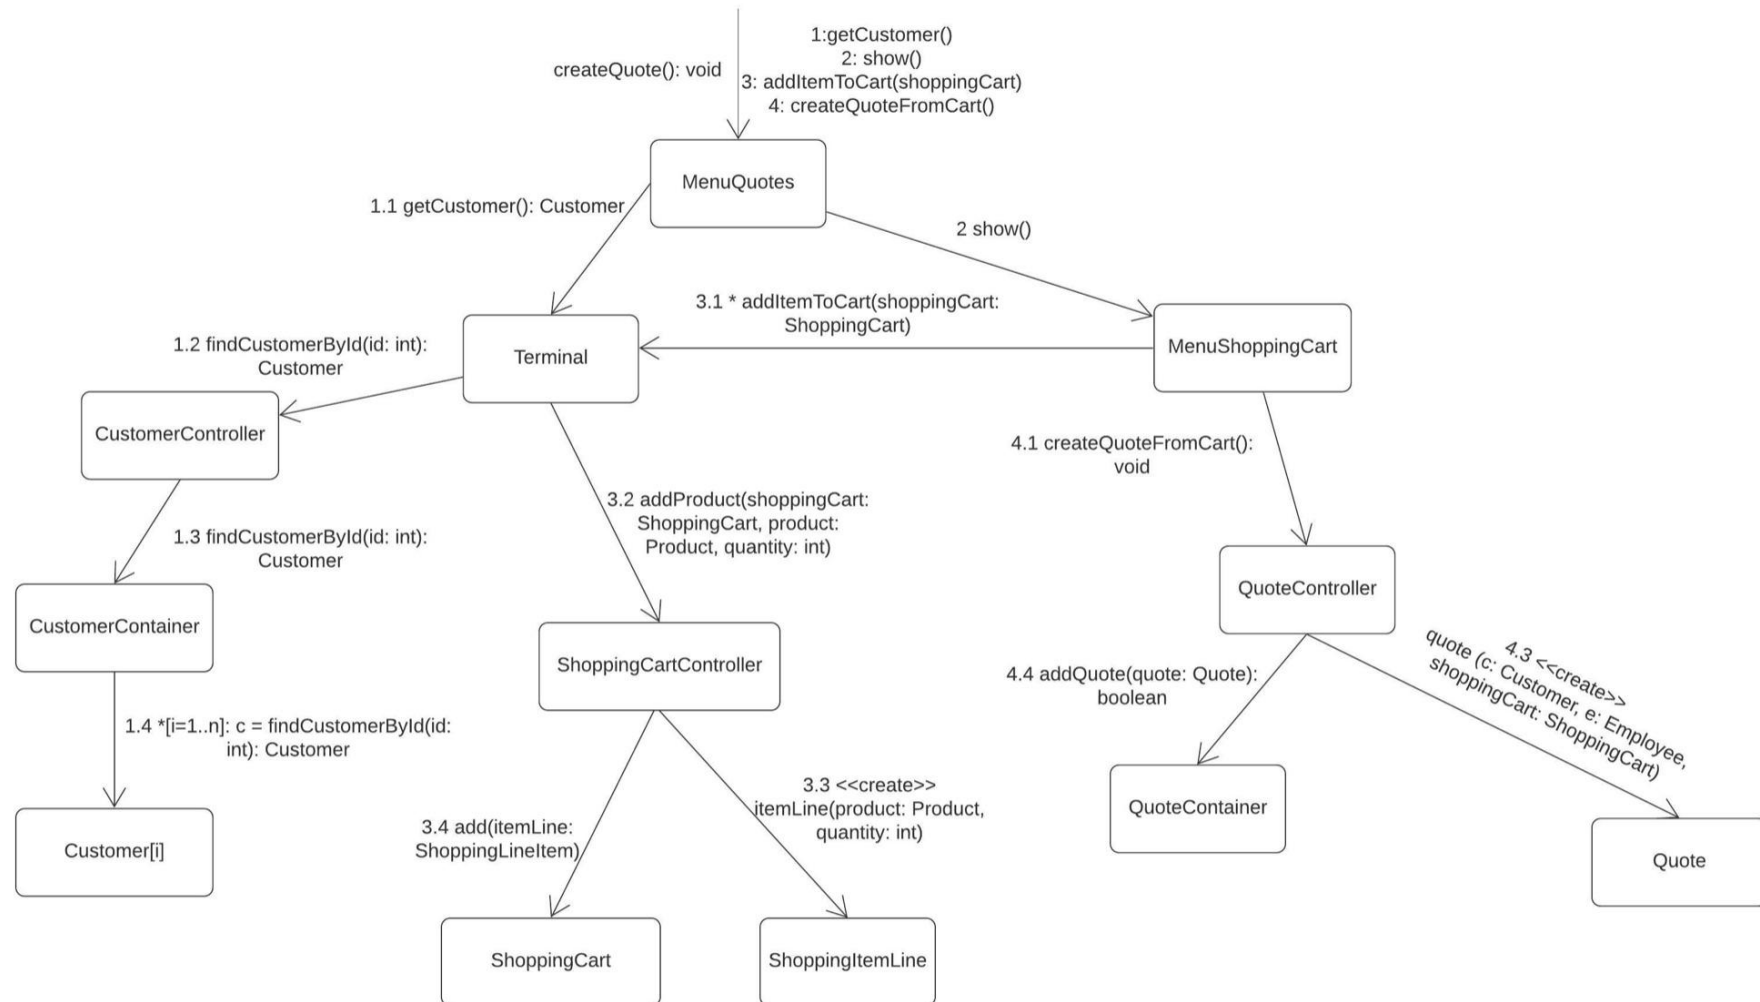 1:getCustomer()
2: show()
createQuote(): void
3: addItemToCart(shoppingCart)
4: createQuoteFromCart()
MenuQuotes
1.1 getCustomer(): Customer
2 show()
3.1 * addItemToCart(shoppingCart:
ShoppingCart)
1.2 findCustomerById(id: int):
Customer
Terminal
MenuShoppingCart
CustomerController
4.1 createQuoteFromCart():
void
3.2 addProduct(shoppingCart:
ShoppingCart, product:
Product, quantity: int)
1.3 findCustomerById(id: int):
Customer
QuoteController
CustomerContainer
ShoppingCartController
4.4 addQuote(quote: Quote):
boolean
4.3 <<create>>
quote (c: Customer, e: Employee,
shoppingCart: ShoppingCart)
1.4 *[i=1..n]: c = findCustomerById(id:
int): Customer
3.3 <<create>>
itemLine(product: Product,
quantity: int)
QuoteContainer
3.4 add(itemLine:
ShoppingLineItem)
Customer[i]
Quote
ShoppingCart
ShoppingItemLine